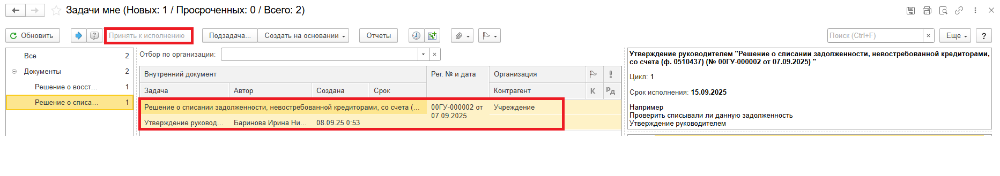 Задачи мне (Новых: 1 / Просроченных: 0 / Всего: 2)
Обновить
Принять к исполнению
Подзадача...
Создать на основании
Отчеты
Поиск (Ctrl+F)
Еще
?
Все 2
Документы 2
Решение о восст... 1
Решение о списа... 1
Отбор по организации:
Внутренний документ Рег. № и дата Организация
Задача Автор Создана Срок Контрагент К Рд
Решение о списании задолженности, невостребованной кредиторами, со счета (... 00ГУ-000002 от Учреждение
07.09.2025
Утверждение руковод... Баринова Ирина Ни... 08.09.25 0:53
Утверждение руководителем "Решение о списании задолженности, невостребованной кредиторами,
со счета (ф. 0510437) (№ 00ГУ-000002 от 07.09.2025) "
Цикл: 1
Срок исполнения: 15.09.2025
Например
Проверить списывали ли данную задолженность
Утверждение руководителем